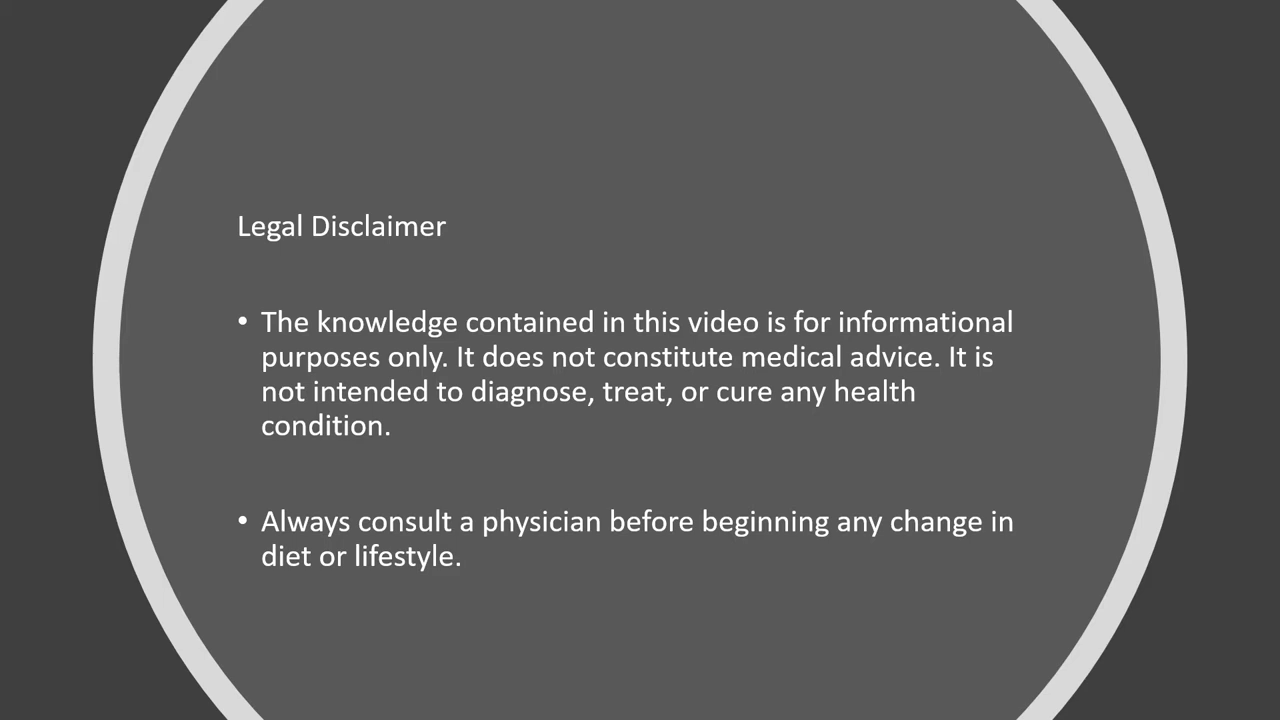 Legal Disclaimer
• The knowledge contained in this video is for informational
purposes only. It does not constitute medical advice. It is
not intended to diagnose, treat, or cure any health
condition.
• Always consult a physician before beginning any change in
diet or lifestyle.